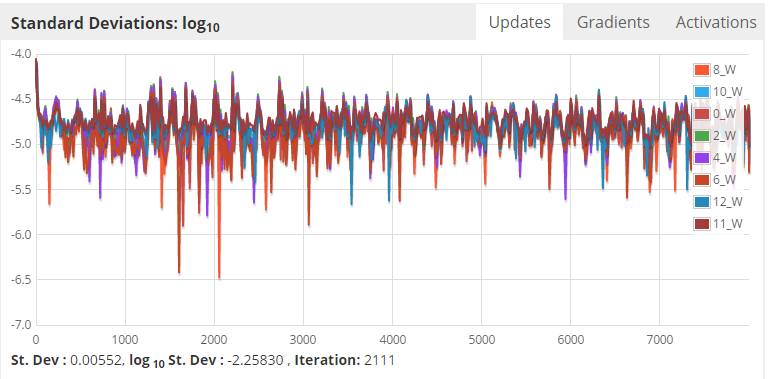 Standard Deviations: log10
Updates
Gradients
Activations
-4.0
-4.5
-5.0
-5.5
-6.0
-6.5
-7.0
8_W
10_W
0_W
2_W
4_W
6_W
12_W
11_W
0 1000 2000 3000 4000 5000 6000 7000
St. Dev : 0.00552, log 10 St. Dev : -2.25830 , Iteration: 2111